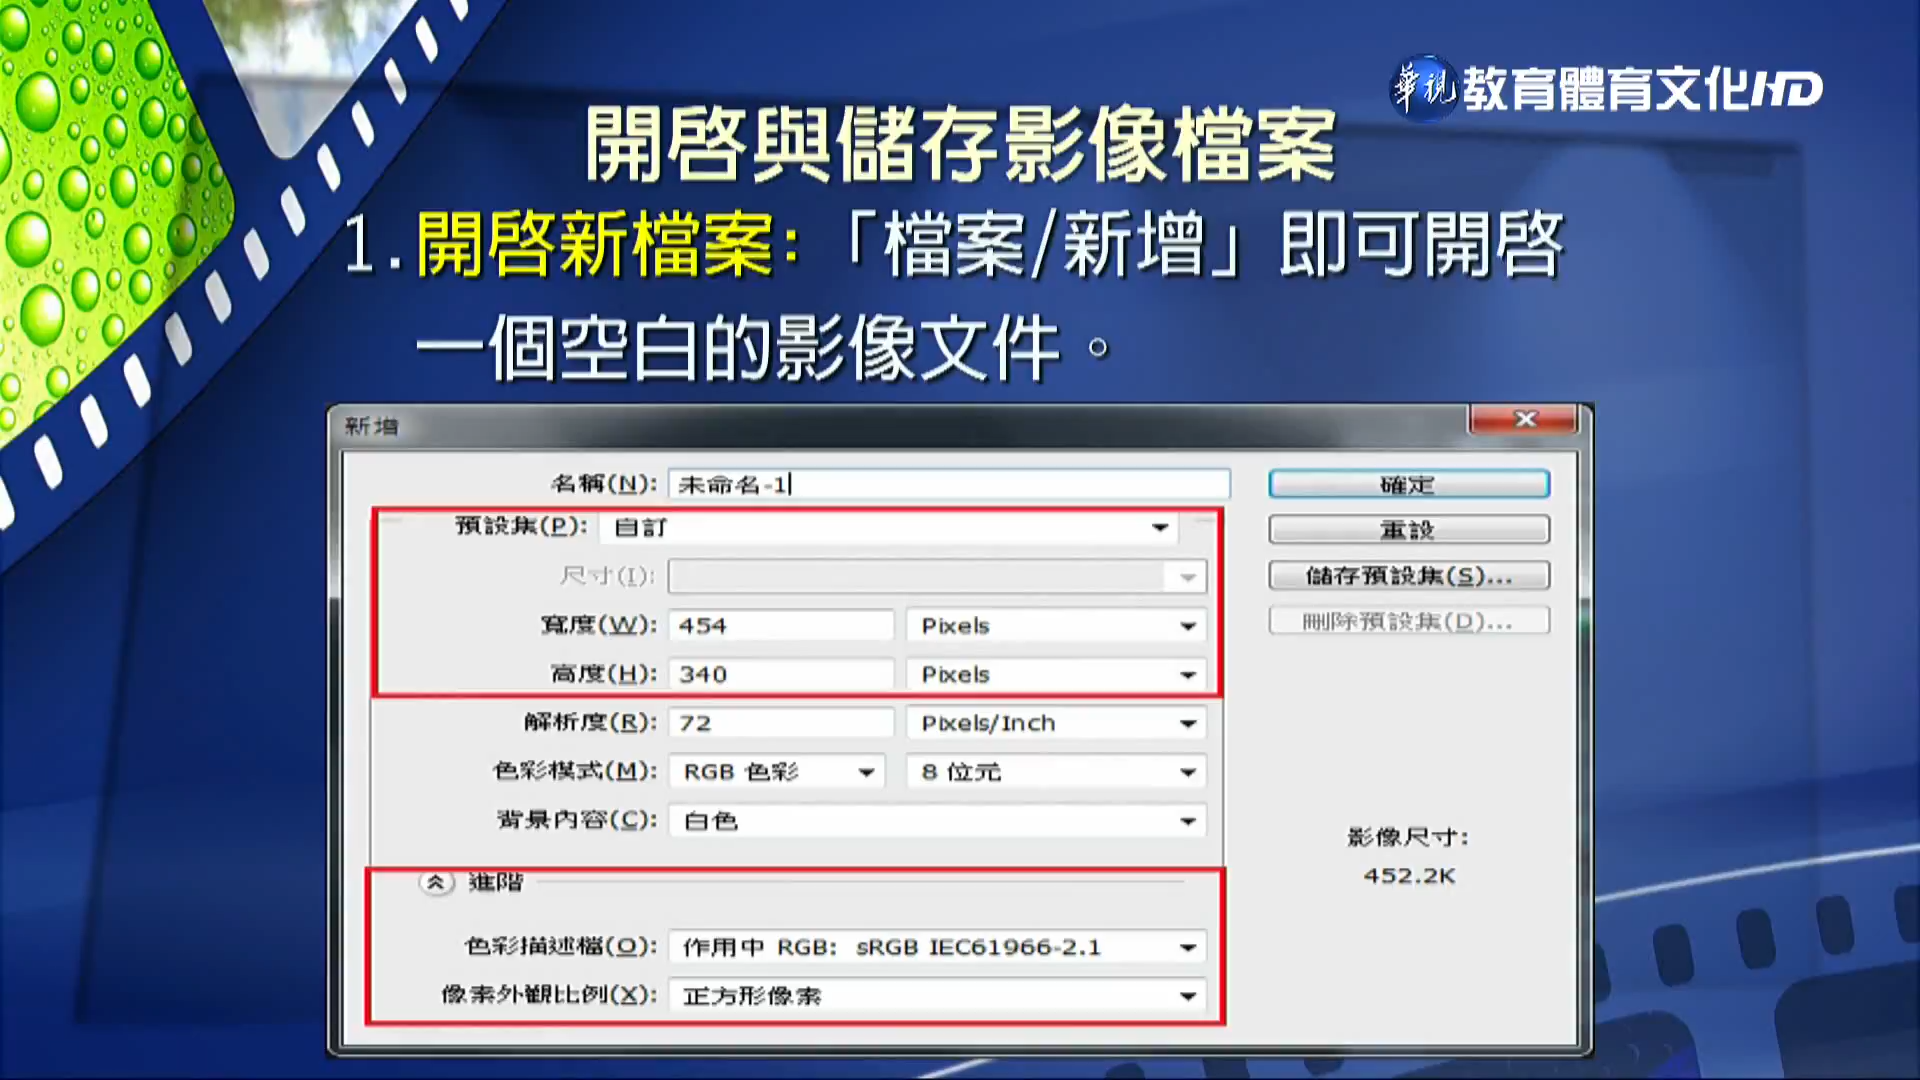 華視 教育體育文化HD
開啓與儲存影像檔案
1. 開啓新檔案:「檔案/新增」即可開啓
一個空白的影像文件。
新增
名稱(N): 未命名-1 確定
預設集(P): 自訂 重設
尺寸(I): 儲存預設集(S)...
寬度(W): 454 Pixels 刪除預設集(D)...
高度(H): 340 Pixels
解析度(R): 72 Pixels/Inch
色彩模式(M): RGB 色彩 8 位元
背景內容(C): 白色 影像尺寸:
進階 452.2K
色彩描述檔(O): 作用中 RGB: sRGB IEC61966-2.1
像素外觀比例(X): 正方形像素